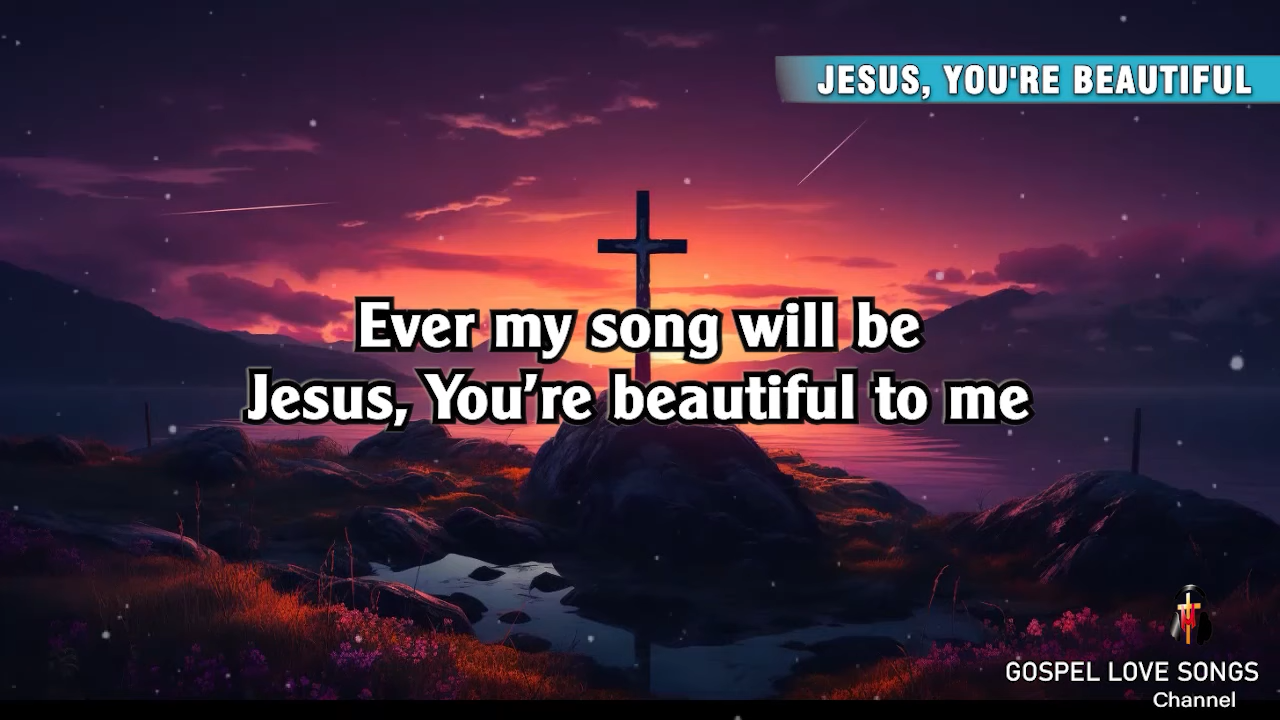 JESUS, YOU'RE BEAUTIFUL
Ever my song will be
Jesus, You’re beautiful to me
GOSPEL LOVE SONGS
Channel